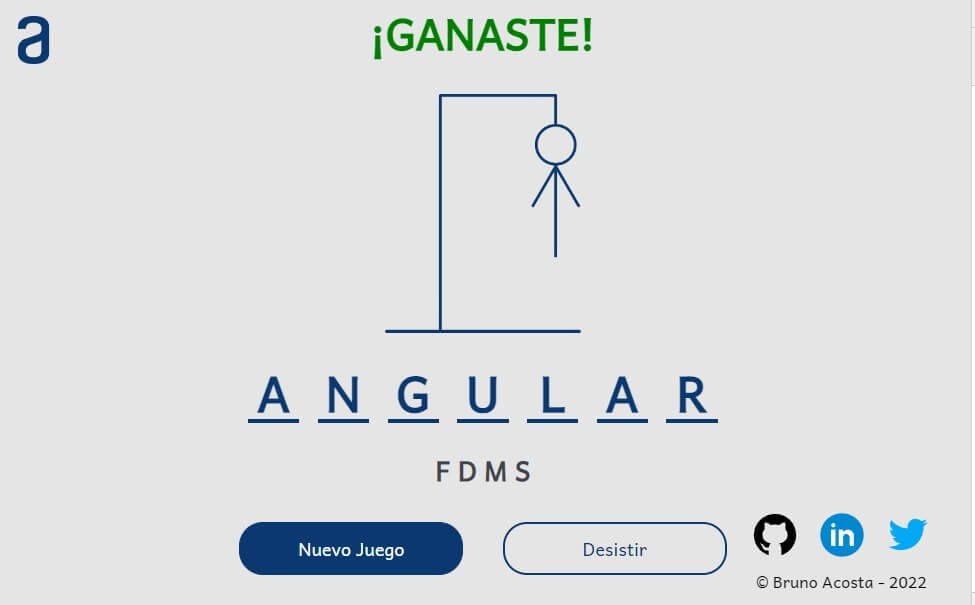 a
¡GANASTE!
A N G U L A R
F D M S
Nuevo Juego
Desistir
in
© Bruno Acosta - 2022